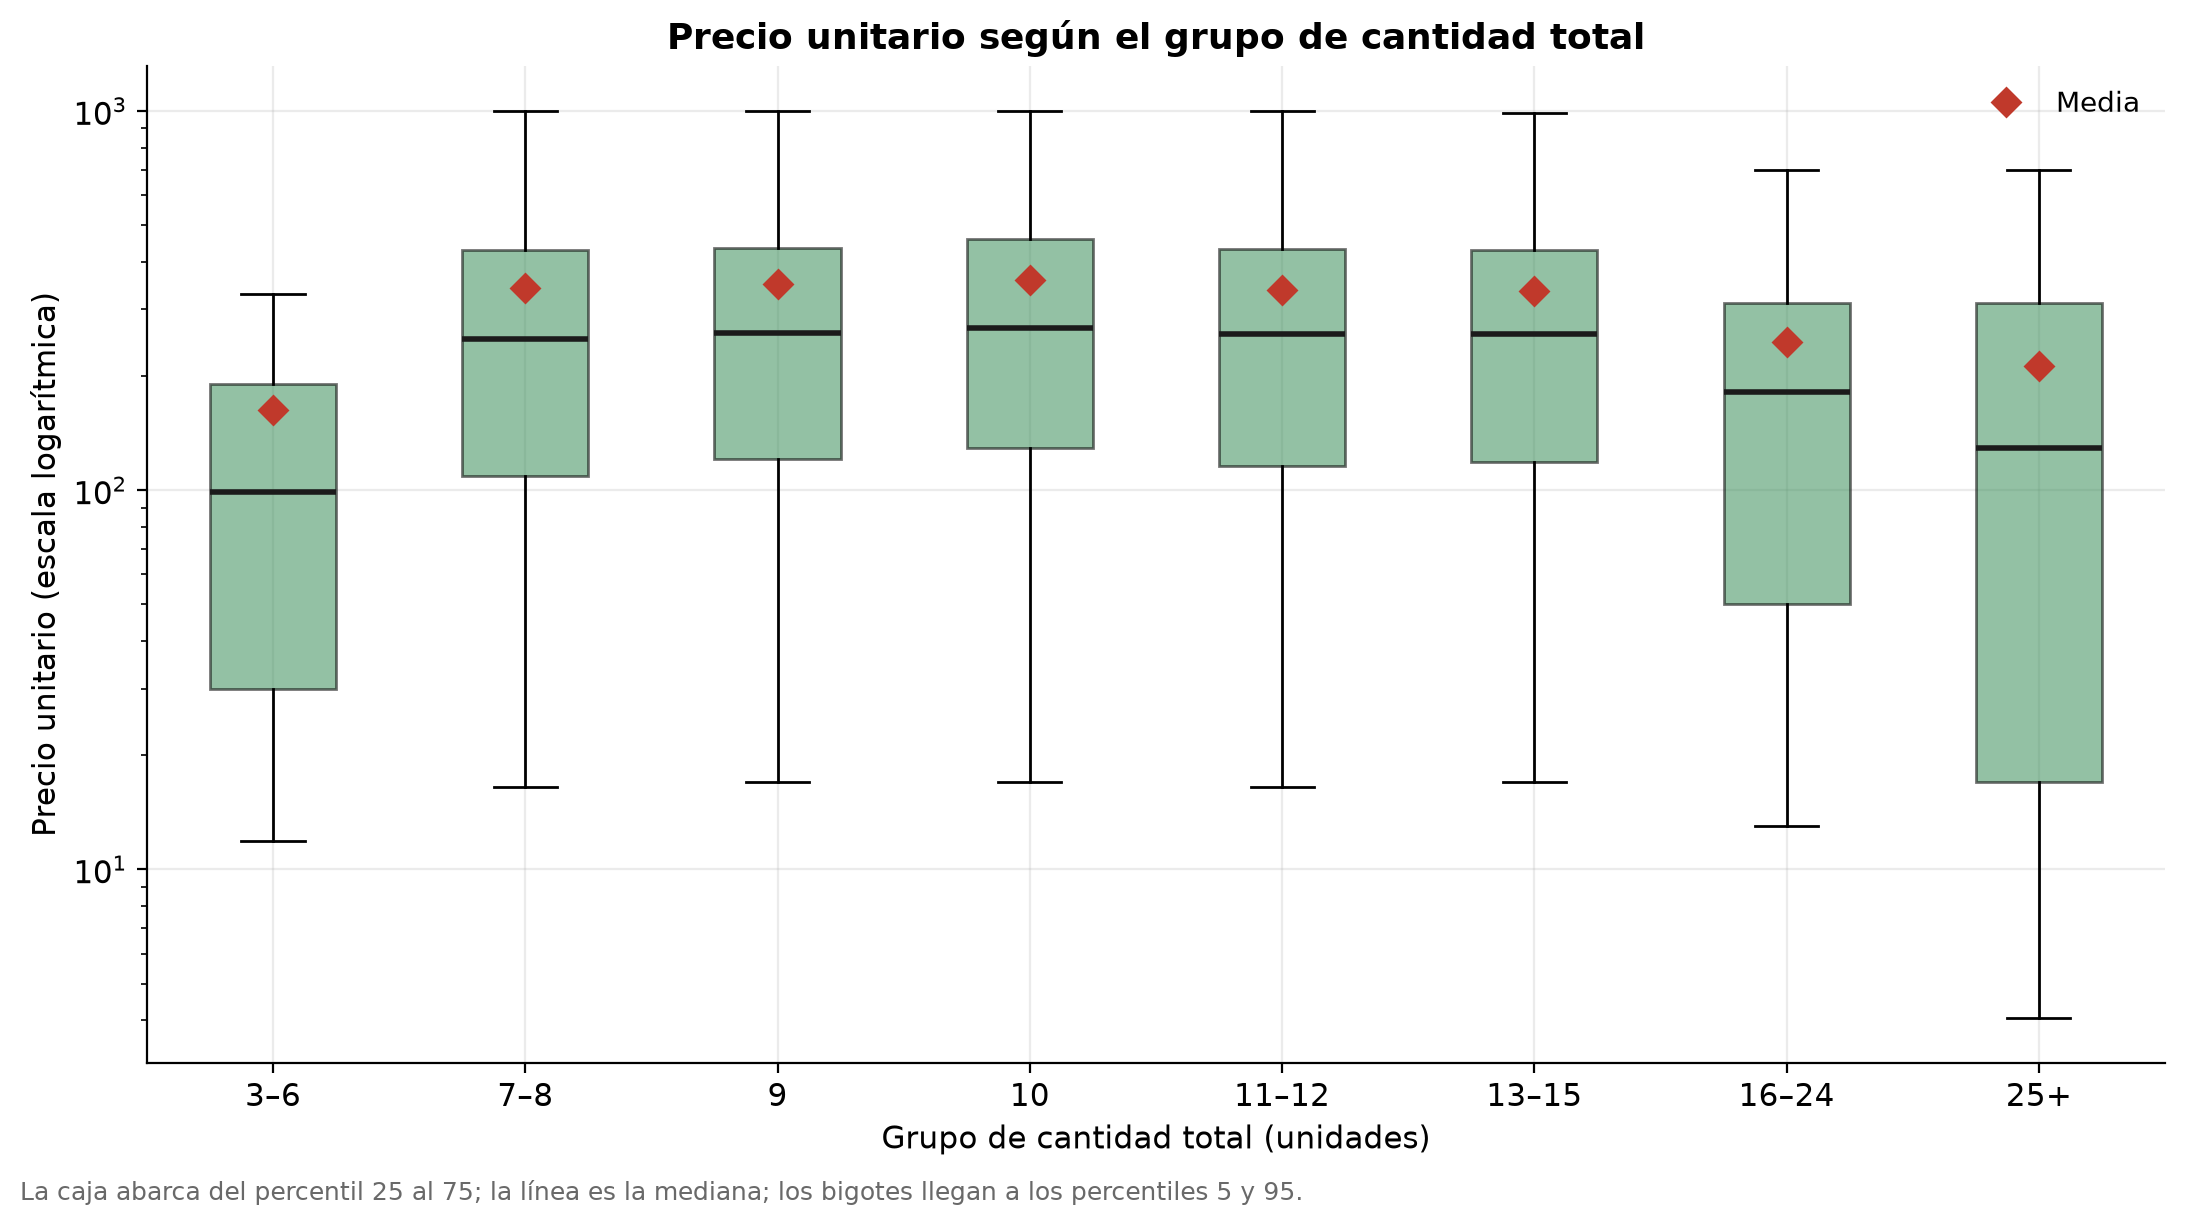 Precio unitario según el grupo de cantidad total
Media
Precio unitario (escala logarítmica)
10³
10²
10¹
3–6 7–8 9 10 11–12 13–15 16–24 25+
Grupo de cantidad total (unidades)
La caja abarca del percentil 25 al 75; la línea es la mediana; los bigotes llegan a los percentiles 5 y 95.